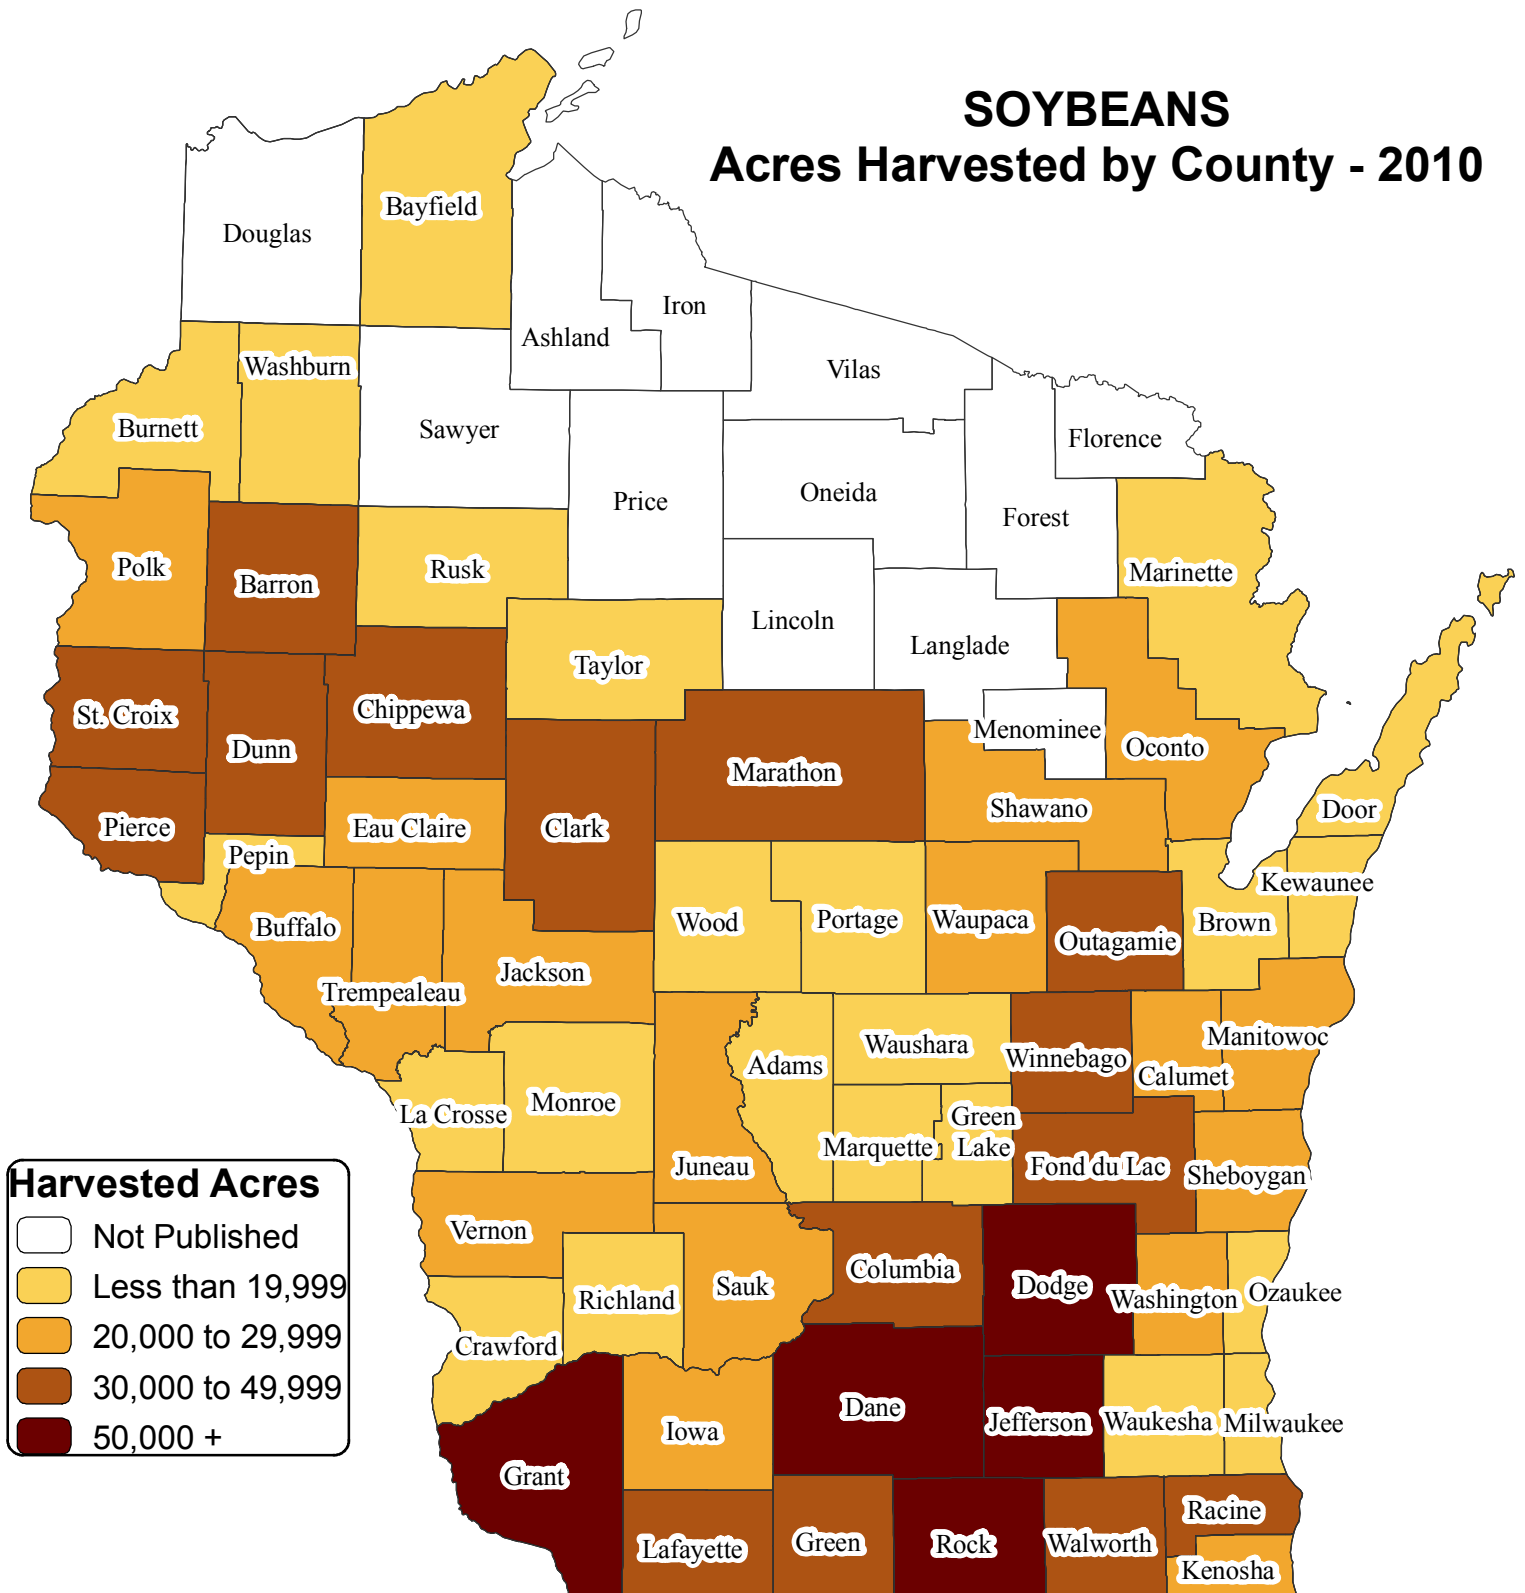 SOYBEANS
Acres Harvested by County - 2010
Bayfield
Douglas
Iron
Ashland
Washburn
Vilas
Burnett
Sawyer
Florence
Price
Oneida
Forest
Polk
Barron
Rusk
Marinette
Lincoln
Langlade
Taylor
St. Croix
Chippewa
Menominee
Dunn
Oconto
Marathon
Shawano
Door
Pierce
Eau Claire
Clark
Pepin
Kewaunee
Buffalo
Wood
Portage
Waupaca
Brown
Outagamie
Jackson
Trempealeau
Manitowoc
Waushara
Winnebago
Adams
Calumet
Monroe
La Crosse
Green
Lake
Marquette
Juneau
Fond du Lac
Sheboygan
Vernon
Columbia
Sauk
Dodge
Richland
Washington
Ozaukee
Crawford
Dane
Jefferson
Waukesha
Milwaukee
Iowa
Grant
Racine
Lafayette
Green
Rock
Walworth
Kenosha
Harvested Acres
Not Published
Less than 19,999
20,000 to 29,999
30,000 to 49,999
50,000 +